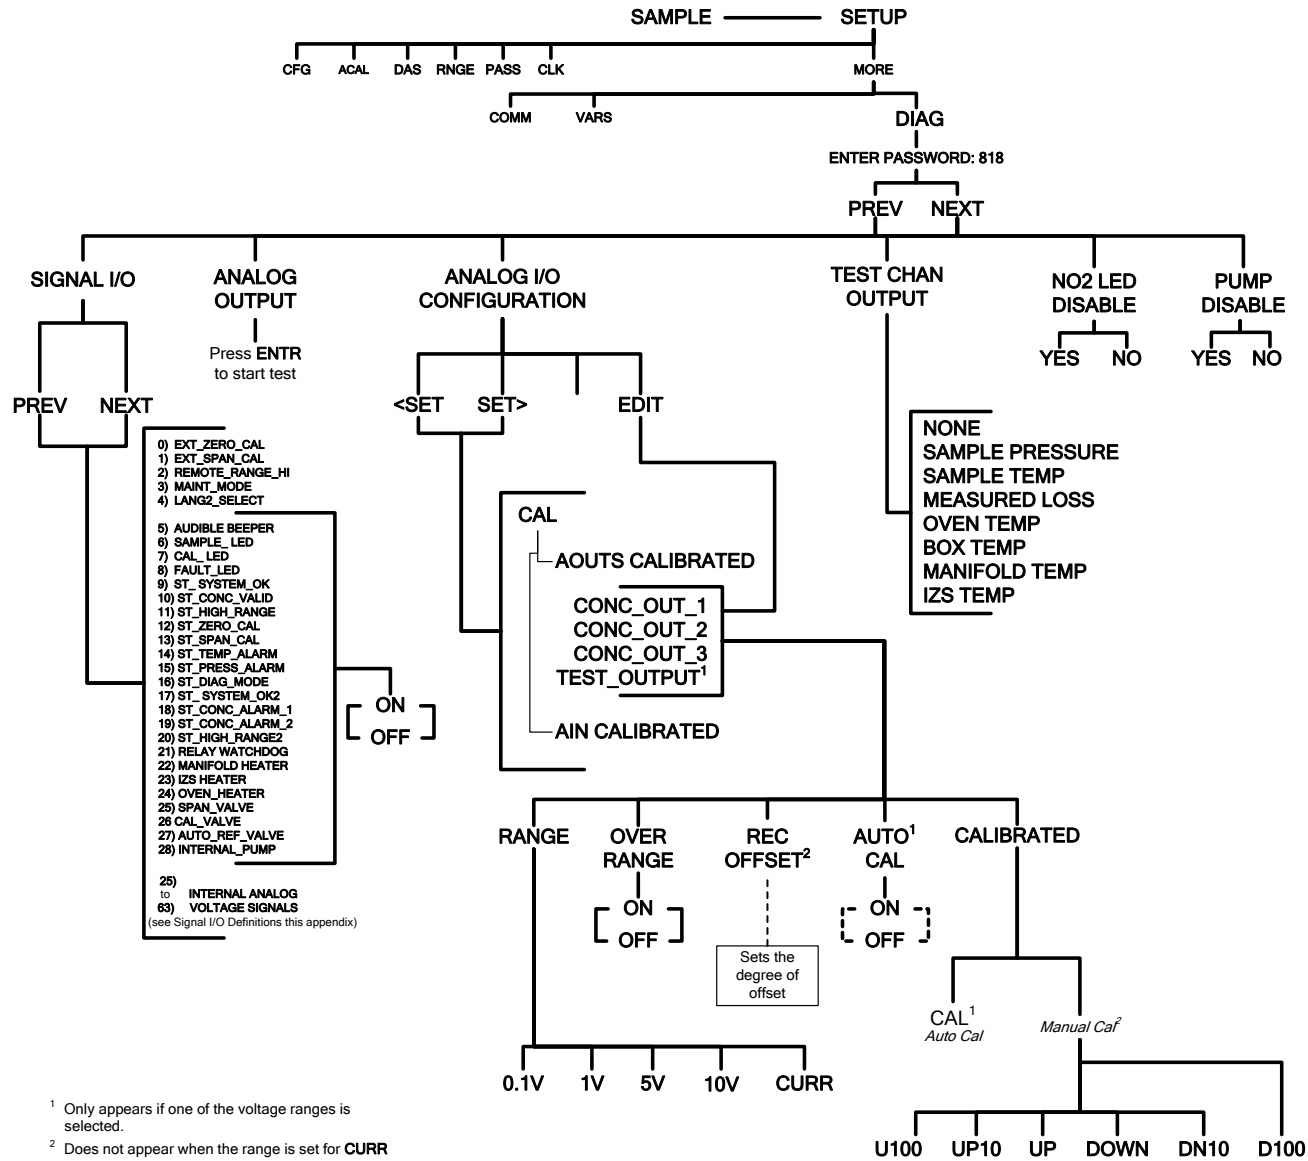 SAMPLE SETUP
CFG ACAL DAS RNGE PASS CLK MORE
COMM VARS
DIAG
ENTER PASSWORD: 818
PREV NEXT
SIGNAL I/O
ANALOG
OUTPUT
Press ENTR
to start test
ANALOG I/O
CONFIGURATION
TEST CHAN
OUTPUT
NO2 LED
DISABLE
YES NO
PUMP
DISABLE
YES NO
PREV NEXT
<SET SET> EDIT
0) EXT_ZERO_CAL
1) EXT_SPAN_CAL
2) REMOTE_RANGE_HI
3) MAINT_MODE
4) LANG2_SELECT
5) AUDIBLE BEEPER
6) SAMPLE_ LED
7) CAL_ LED
8) FAULT_LED
9) ST_ SYSTEM_OK
10) ST_CONC_VALID
11) ST_HIGH_RANGE
12) ST_ZERO_CAL
13) ST_SPAN_CAL
14) ST_TEMP_ALARM
15) ST_PRESS_ALARM
16) ST_DIAG_MODE
17) ST_ SYSTEM_OK2
18) ST_CONC_ALARM_1
19) ST_CONC_ALARM_2
20) ST_HIGH_RANGE2
21) RELAY WATCHDOG
22) MANIFOLD HEATER
23) IZS HEATER
24) OVEN_HEATER
25) SPAN_VALVE
26 CAL_VALVE
27) AUTO_REF_VALVE
28) INTERNAL_PUMP
25)
to INTERNAL ANALOG
63) VOLTAGE SIGNALS
(see Signal I/O Definitions this appendix)
ON
OFF
CAL
AOUTS CALIBRATED
CONC_OUT_1
CONC_OUT_2
CONC_OUT_3
TEST_OUTPUT¹
AIN CALIBRATED
NONE
SAMPLE PRESSURE
SAMPLE TEMP
MEASURED LOSS
OVEN TEMP
BOX TEMP
MANIFOLD TEMP
IZS TEMP
RANGE
OVER
RANGE
ON
OFF
REC
OFFSET²
Sets the
degree of
offset
AUTO¹
CAL
ON
OFF
CALIBRATED
CAL¹
Auto Cal
Manual Cal²
0.1V 1V 5V 10V CURR
U100 UP10 UP DOWN DN10 D100
¹ Only appears if one of the voltage ranges is
selected.
² Does not appear when the range is set for CURR